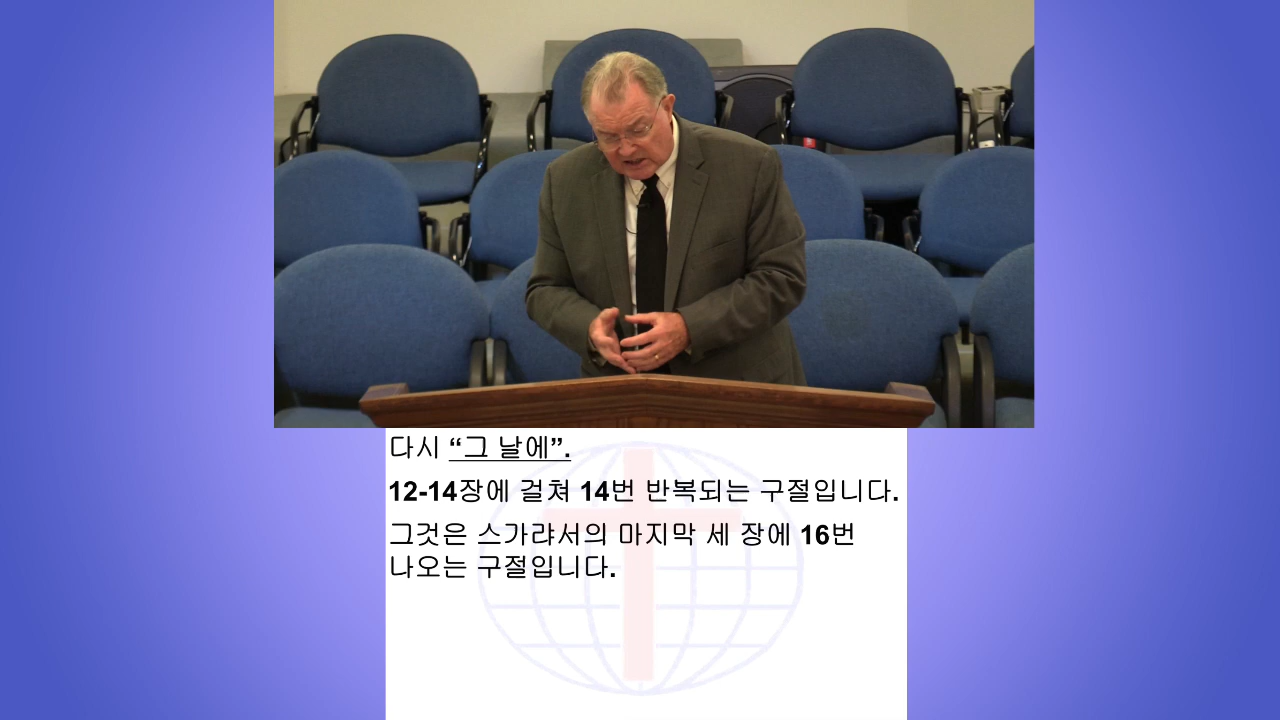 다시 “그 날에”.
12-14장에 걸쳐 14번 반복되는 구절입니다.
그것은 스가랴서의 마지막 세 장에 16번
나오는 구절입니다.